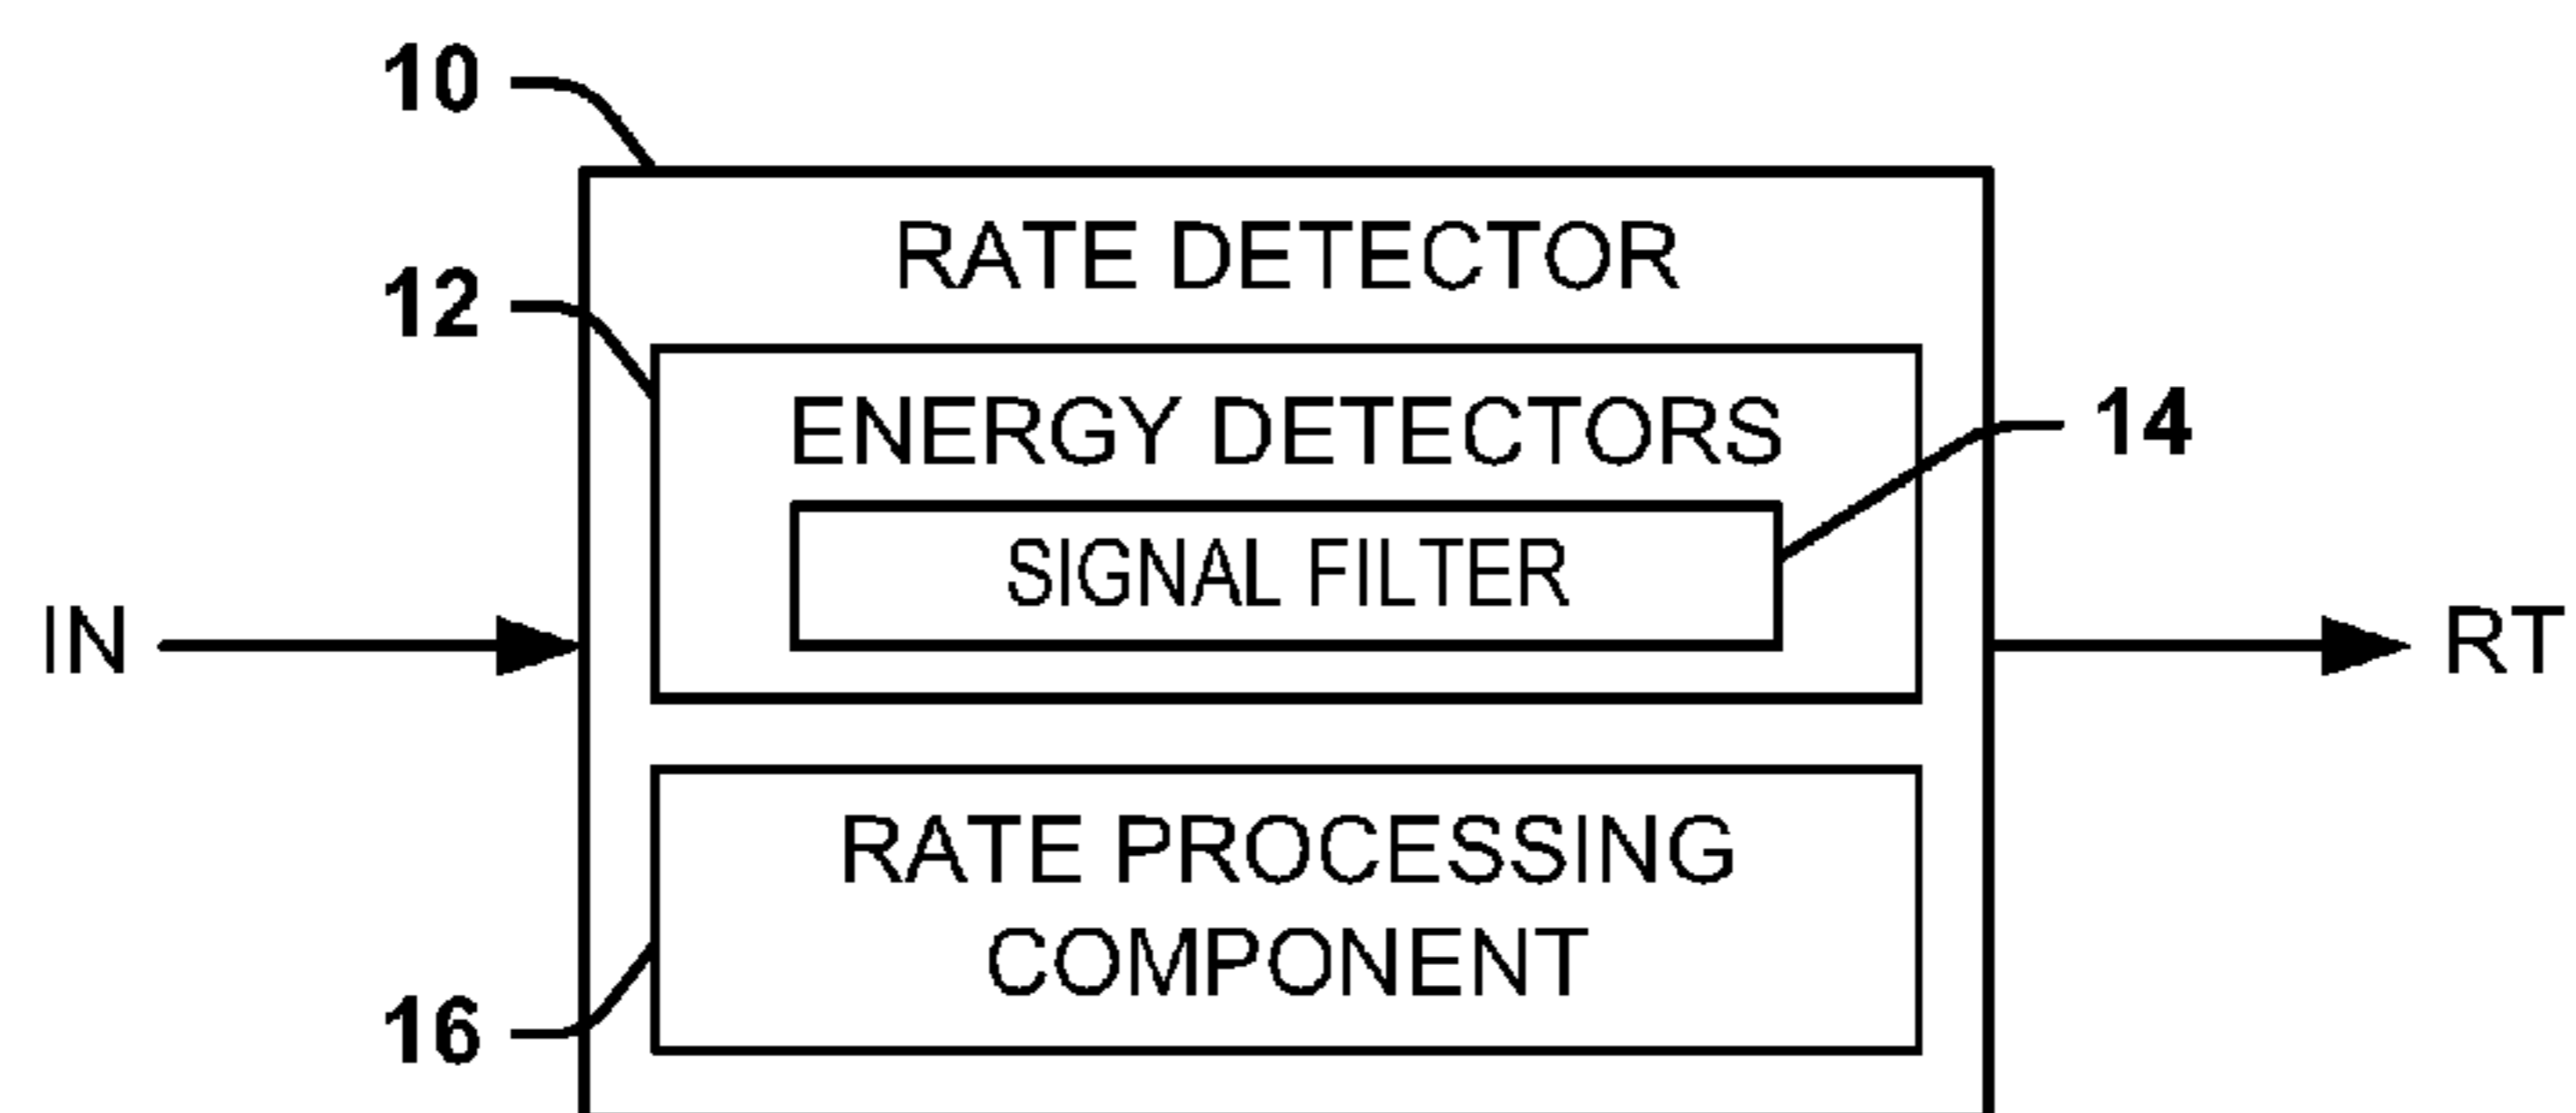 10
RATE DETECTOR
12
ENERGY DETECTORS
14
SIGNAL FILTER
IN
RT
RATE PROCESSING
COMPONENT
16